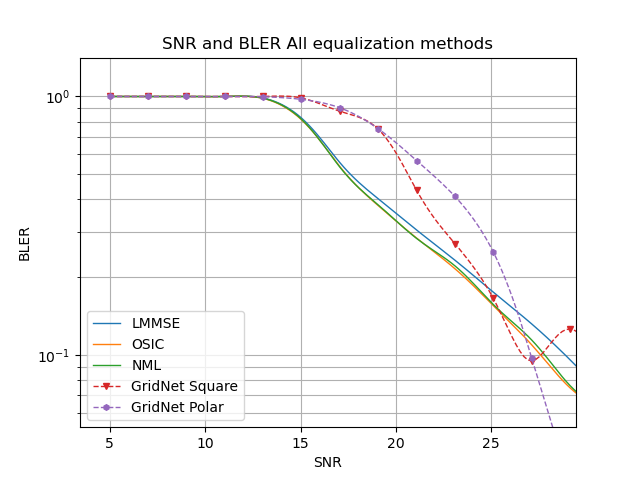 SNR and BLER All equalization methods
10⁰
BLER
10⁻¹
LMMSE
OSIC
NML
GridNet Square
GridNet Polar
5 10 15 20 25
SNR